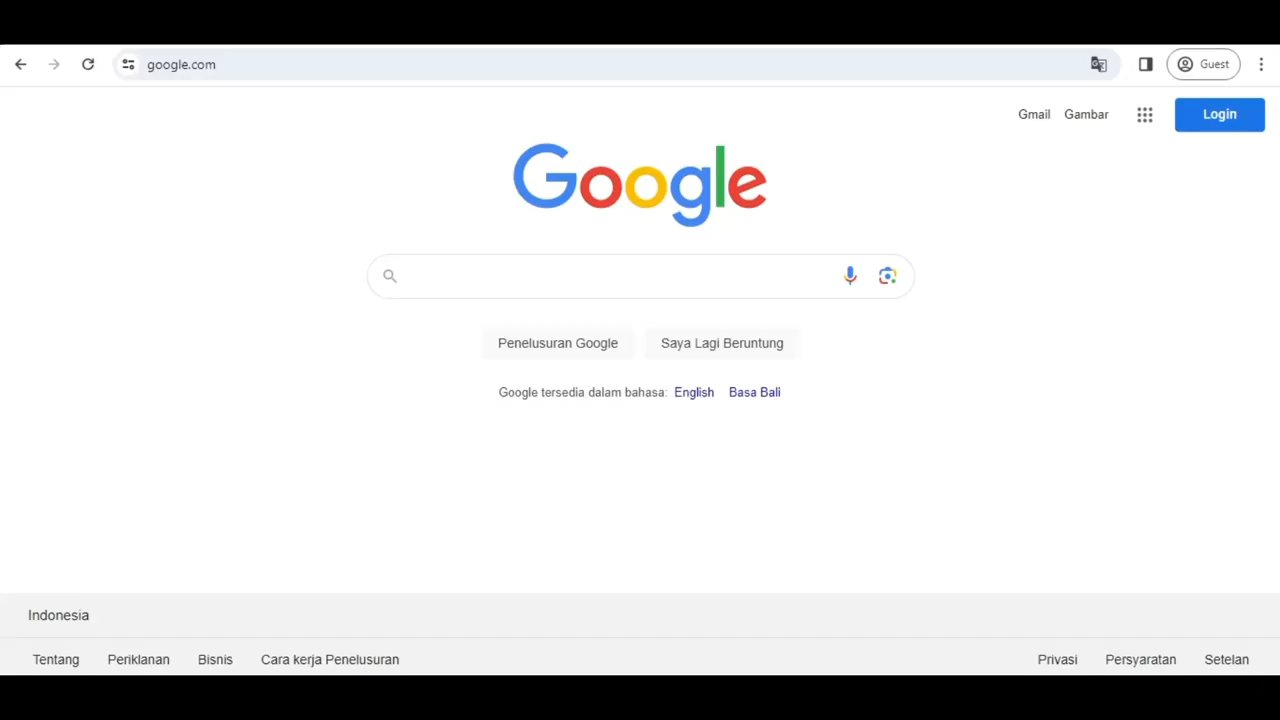 google.com
Guest
Gmail Gambar Login
Google
Penelusuran Google Saya Lagi Beruntung
Google tersedia dalam bahasa: English Basa Bali
Indonesia
Tentang Periklanan Bisnis Cara kerja Penelusuran Privasi Persyaratan Setelan